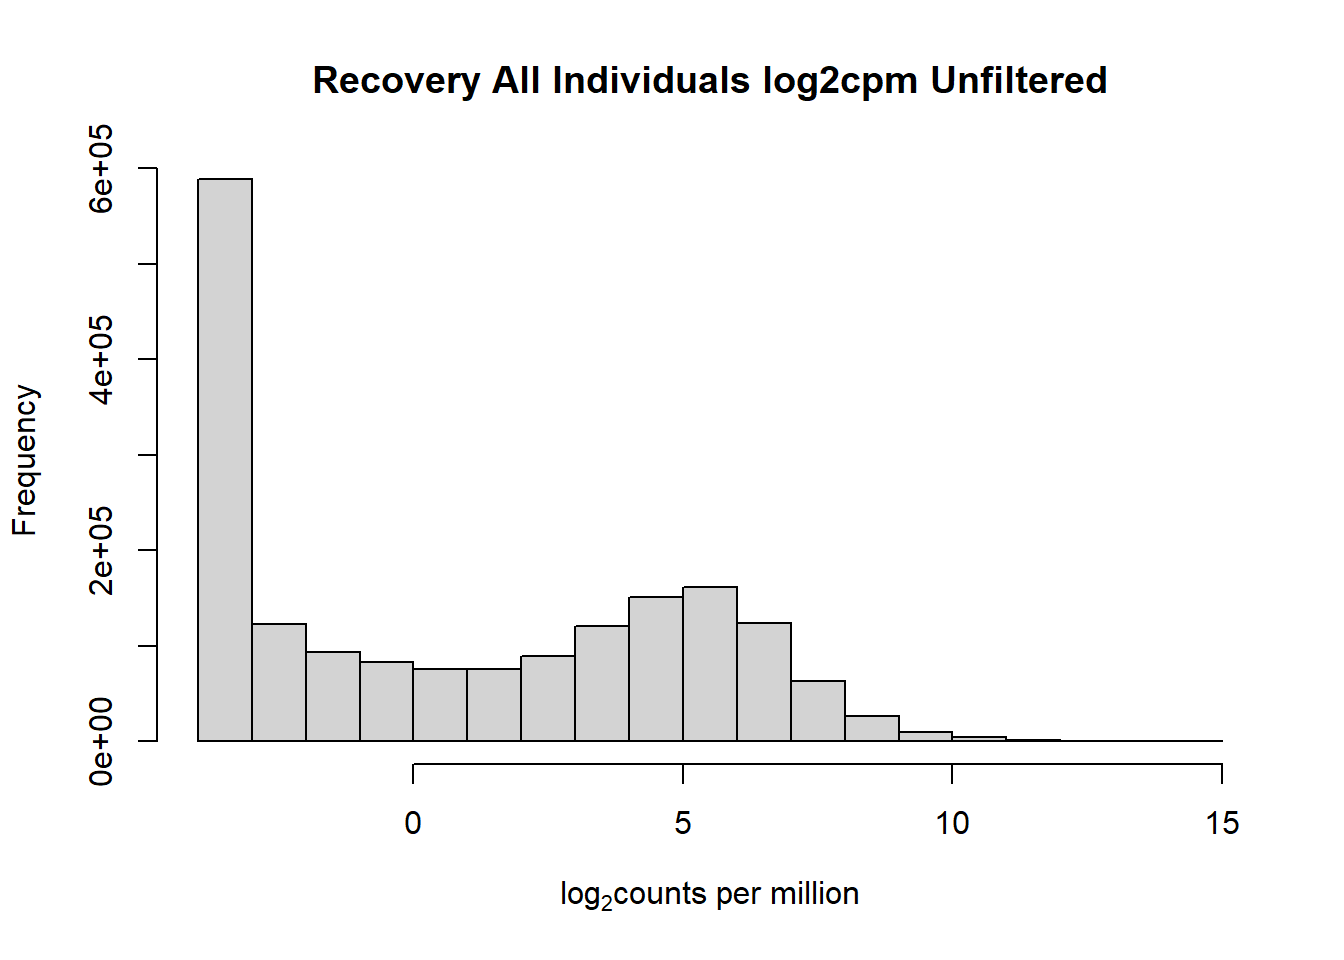 Recovery All Individuals log2cpm Unfiltered
6e+05
4e+05
2e+05
0e+00
Frequency
0 5 10 15
log₂counts per million